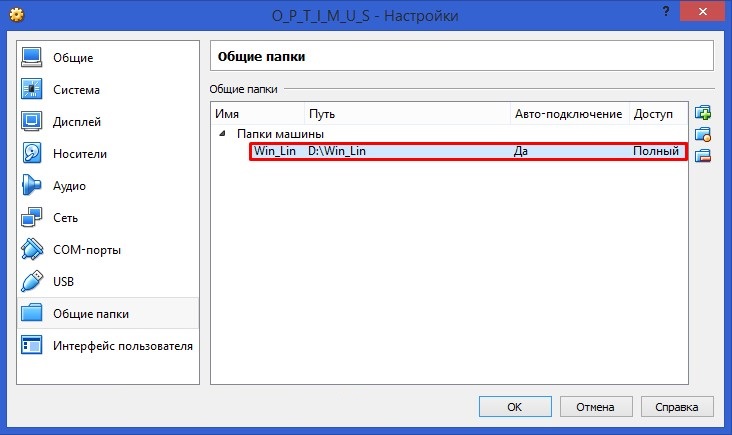 O_P_T_I_M_U_S - Настройки
? ×
Общие
Система
Дисплей
Носители
Аудио
Сеть
COM-порты
USB
Общие папки
Интерфейс пользователя
Общие папки
Общие папки
Имя Путь Авто-подключение Доступ
Папки машины
Win_Lin D:\Win_Lin Да Полный
OK Отмена Справка